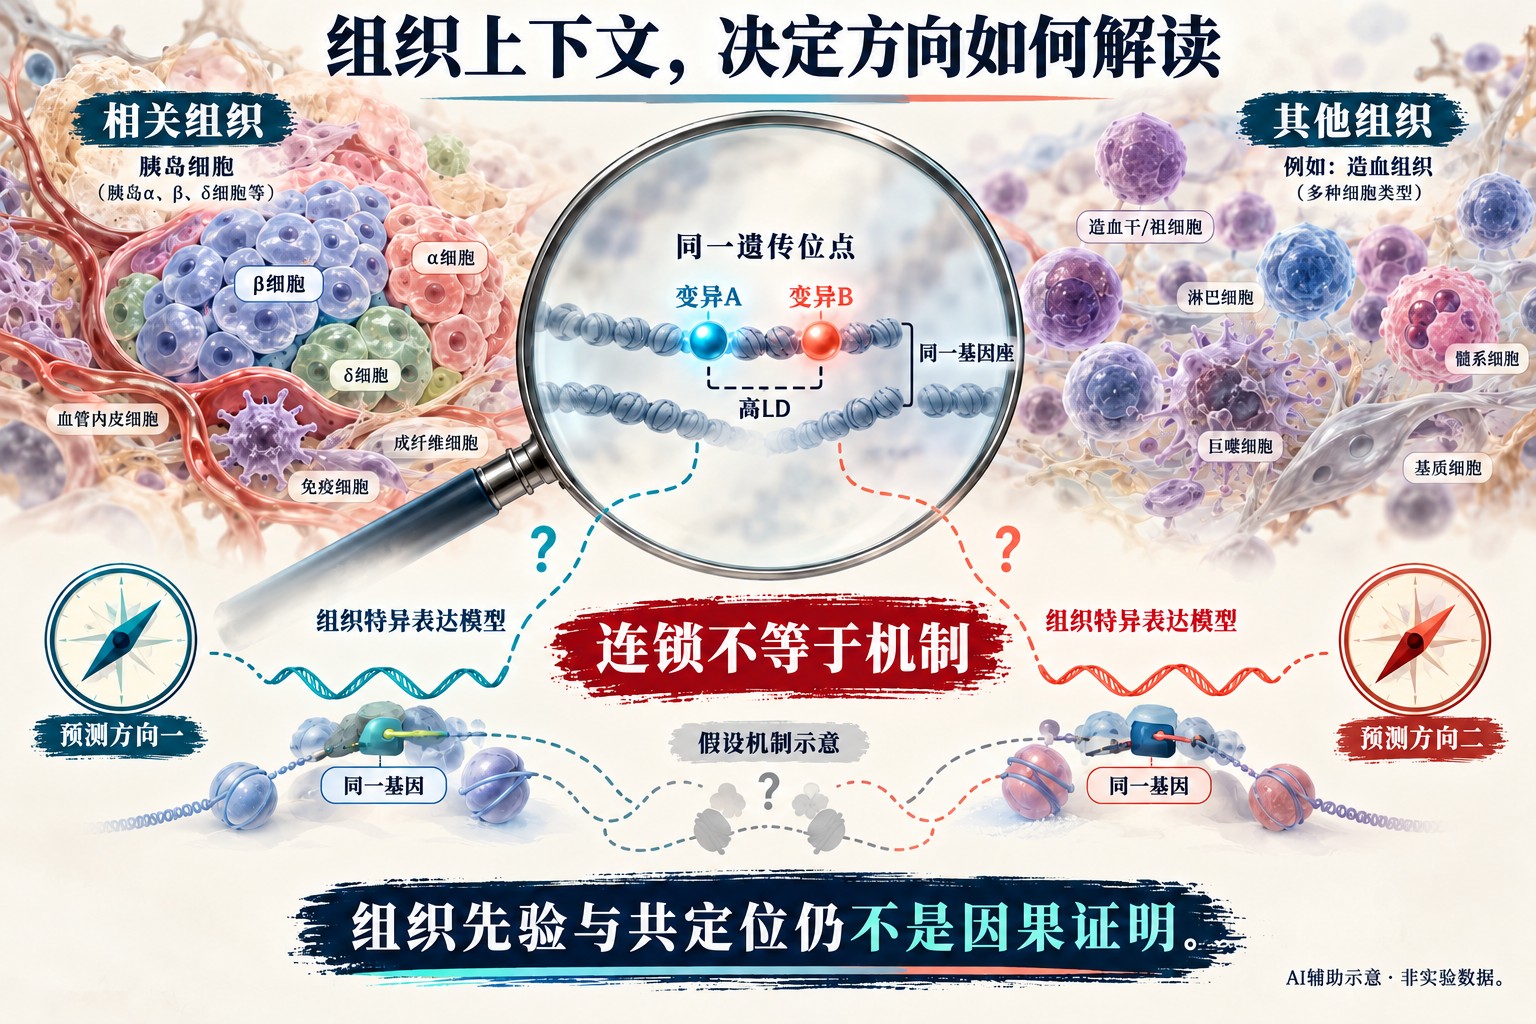 组织上下文，决定方向如何解读
相关组织
胰岛细胞
（胰岛α、β、δ细胞等）
β细胞
α细胞
δ细胞
血管内皮细胞
成纤维细胞
免疫细胞
同一遗传位点
变异A
变异B
高LD
同一基因座
其他组织
例如：造血组织
（多种细胞类型）
造血干/祖细胞
淋巴细胞
髓系细胞
巨噬细胞
基质细胞
?
?
组织特异表达模型
连锁不等于机制
组织特异表达模型
预测方向一
同一基因
假设机制示意
?
同一基因
预测方向二
组织先验与共定位仍不是因果证明。
AI辅助示意·非实验数据。